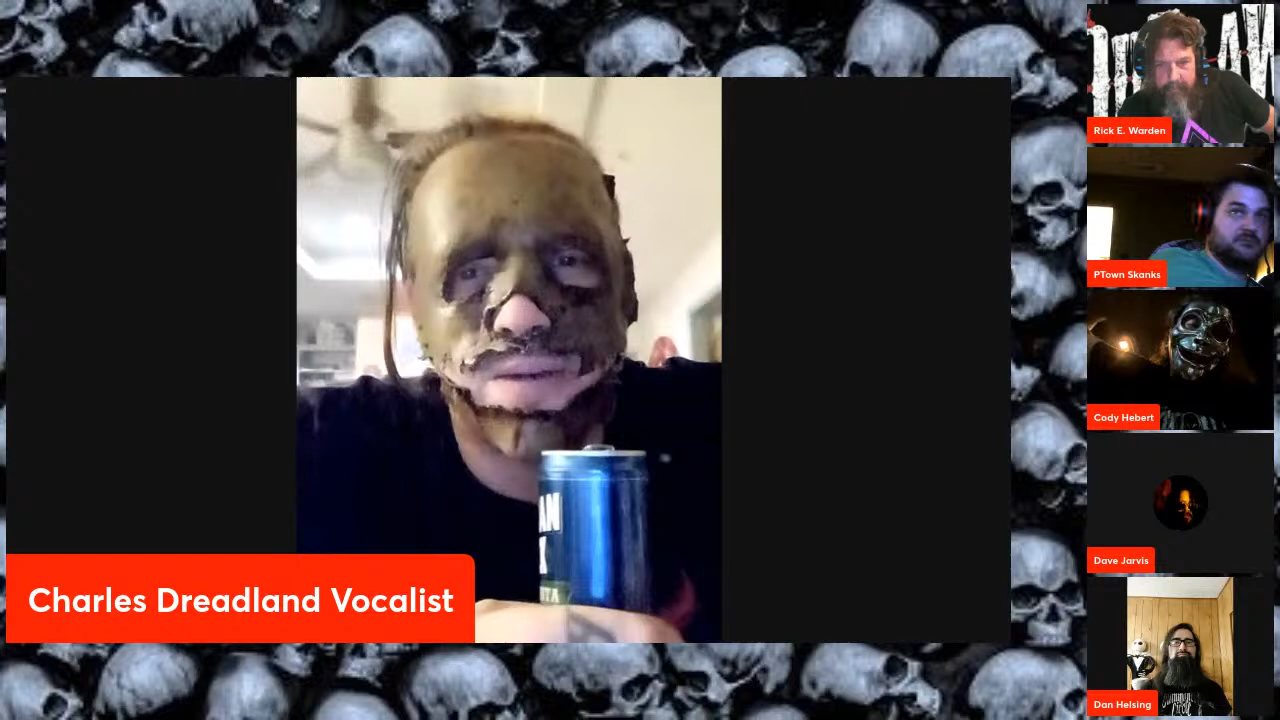 Charles Dreadland Vocalist
Rick E. Warden
PTown Skanks
Cody Hebert
Dave Jarvis
Dan Helsing